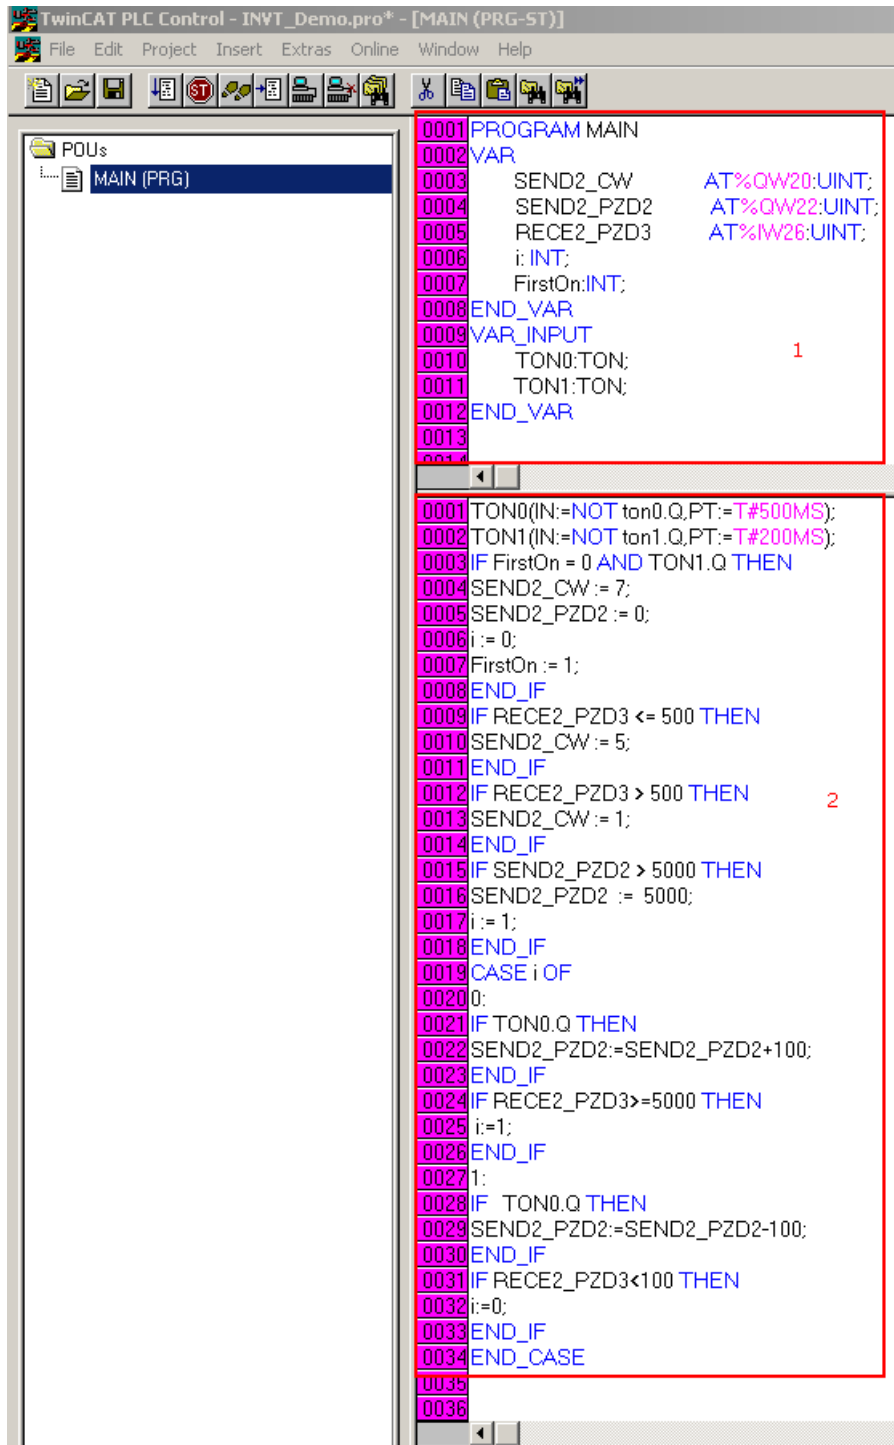 TwinCAT PLC Control - INVT_Demo.pro* - [MAIN (PRG-ST)]
File Edit Project Insert Extras Online Window Help
POUs
MAIN (PRG)
0001 PROGRAM MAIN
0002 VAR
0003 SEND2_CW AT%QW20:UINT;
0004 SEND2_PZD2 AT%QW22:UINT;
0005 RECE2_PZD3 AT%IW26:UINT;
0006 i: INT;
0007 FirstOn:INT;
0008 END_VAR
0009 VAR_INPUT
0010 TON0:TON;
0011 TON1:TON;
0012 END_VAR
0013
0014
1
0001 TON0(IN:=NOT ton0.Q,PT:=T#500MS);
0002 TON1(IN:=NOT ton1.Q,PT:=T#200MS);
0003 IF FirstOn = 0 AND TON1.Q THEN
0004 SEND2_CW := 7;
0005 SEND2_PZD2 := 0;
0006 i := 0;
0007 FirstOn := 1;
0008 END_IF
0009 IF RECE2_PZD3 <= 500 THEN
0010 SEND2_CW := 5;
0011 END_IF
0012 IF RECE2_PZD3 > 500 THEN
0013 SEND2_CW := 1;
0014 END_IF
0015 IF SEND2_PZD2 > 5000 THEN
0016 SEND2_PZD2 := 5000;
0017 i := 1;
0018 END_IF
0019 CASE i OF
0020 0:
0021 IF TON0.Q THEN
0022 SEND2_PZD2:=SEND2_PZD2+100;
0023 END_IF
0024 IF RECE2_PZD3>=5000 THEN
0025 i:=1;
0026 END_IF
0027 1:
0028 IF TON0.Q THEN
0029 SEND2_PZD2:=SEND2_PZD2-100;
0030 END_IF
0031 IF RECE2_PZD3<100 THEN
0032 i:=0;
0033 END_IF
0034 END_CASE
0035
0036
2